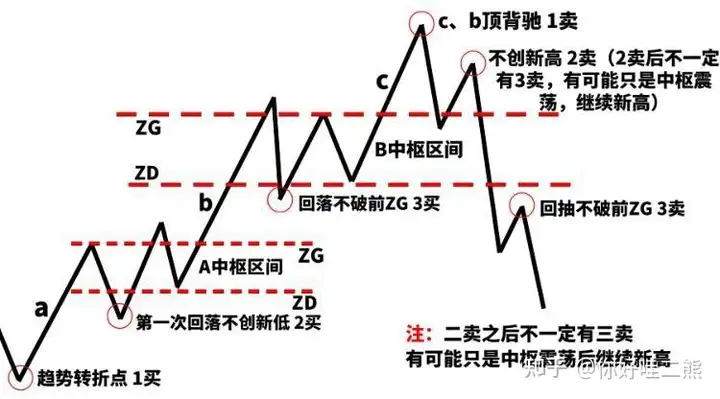 c、b顶背驰 1卖
不创新高 2卖（2卖后不一定
有3卖，有可能只是中枢震
荡，继续新高）
c
ZG
B中枢区间
ZD
b
回落不破前ZG 3买
回抽不破前ZG 3卖
ZG
A中枢区间
ZD
a
第一次回落不创新低 2买
注：二卖之后不一定有三卖
有可能只是中枢震荡后继续新高
趋势转折点 1买
知乎 @你好哇二熊